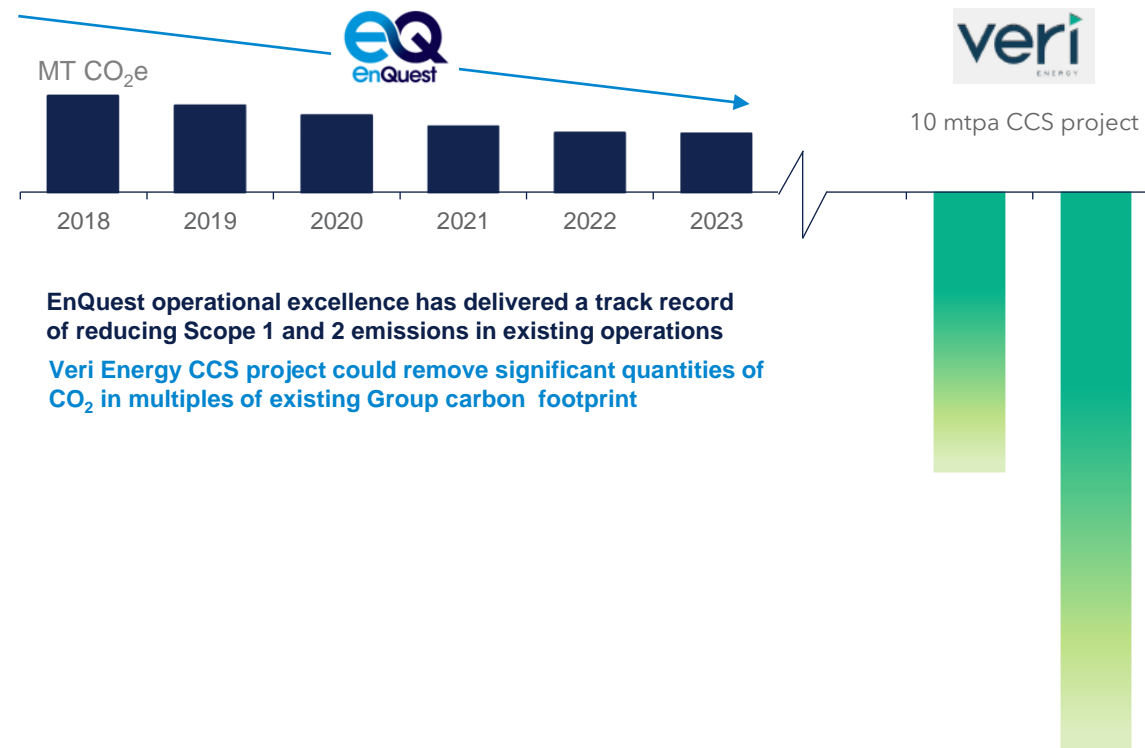 eQ
EnQuest
veri
ENERGY
MT CO₂e
10 mtpa CCS project
2018 2019 2020 2021 2022 2023
EnQuest operational excellence has delivered a track record
of reducing Scope 1 and 2 emissions in existing operations
Veri Energy CCS project could remove significant quantities of
CO₂ in multiples of existing Group carbon footprint